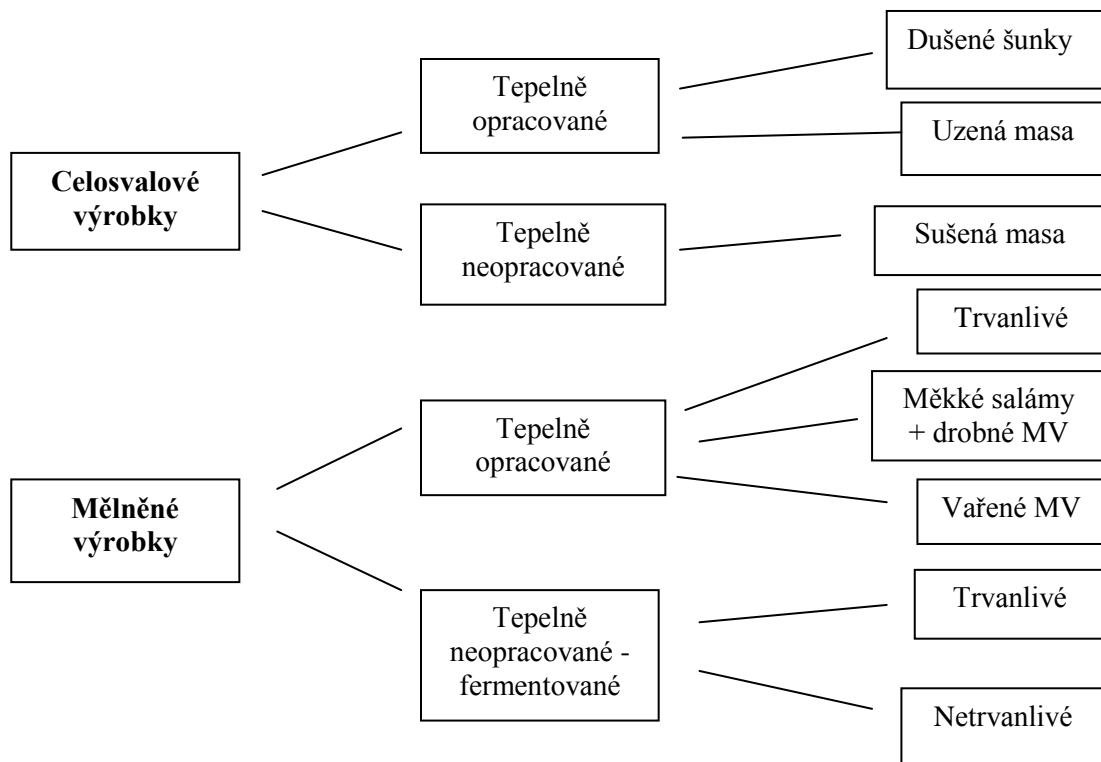 Celosvalové
výrobky
Tepelně
opracované
Dušené šunky
Uzená masa
Tepelně
neopracované
Sušená masa
Mělněné
výrobky
Tepelně
opracované
Trvanlivé
Měkké salámy
+ drobné MV
Vařené MV
Tepelně
neopracované -
fermentované
Trvanlivé
Netrvanlivé